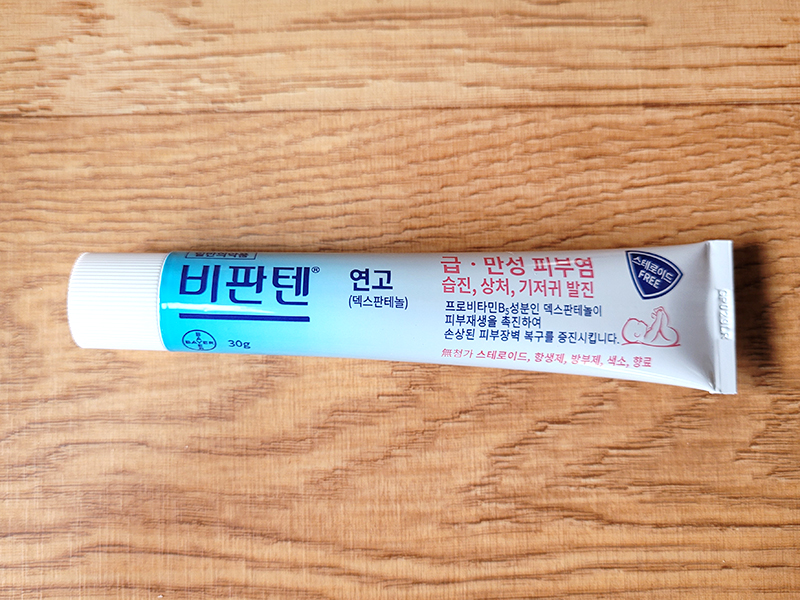 일반의약품
비판텐®
BAYER
30g
연고
(덱스판테놀)
급·만성 피부염
습진, 상처, 기저귀 발진
프로비타민B₅성분인 덱스판테놀이
피부재생을 촉진하여
손상된 피부장벽 복구를 증진시킵니다.
無첨가 스테로이드, 항생제, 방부제, 색소, 향료
스테로이드
FREE